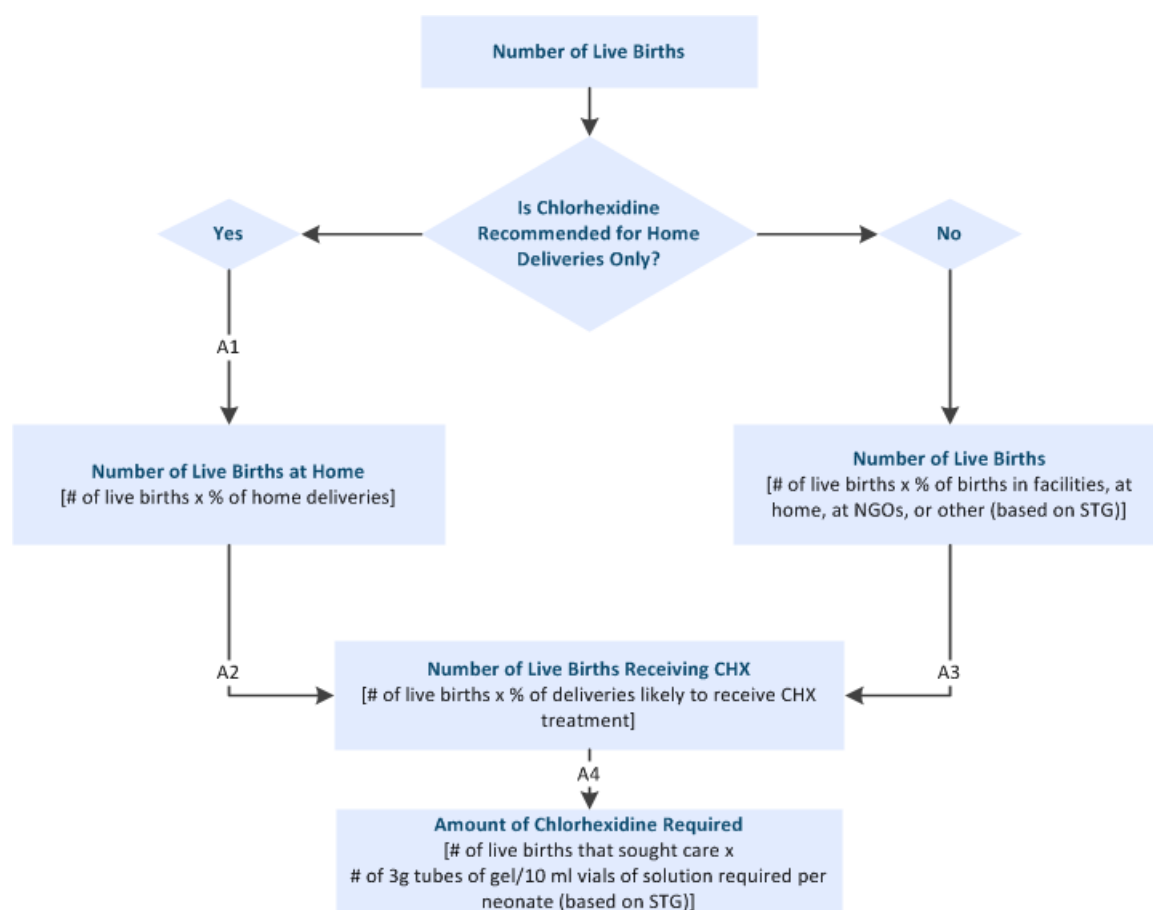 Number of Live Births
Is Chlorhexidine
Recommended for Home
Deliveries Only?
Yes
No
A1
Number of Live Births at Home
[# of live births x % of home deliveries]
Number of Live Births
[# of live births x % of births in facilities, at
home, at NGOs, or other (based on STG)]
A2
A3
Number of Live Births Receiving CHX
[# of live births x % of deliveries likely to receive CHX
treatment]
A4
Amount of Chlorhexidine Required
[# of live births that sought care x
# of 3g tubes of gel/10 ml vials of solution required per
neonate (based on STG)]